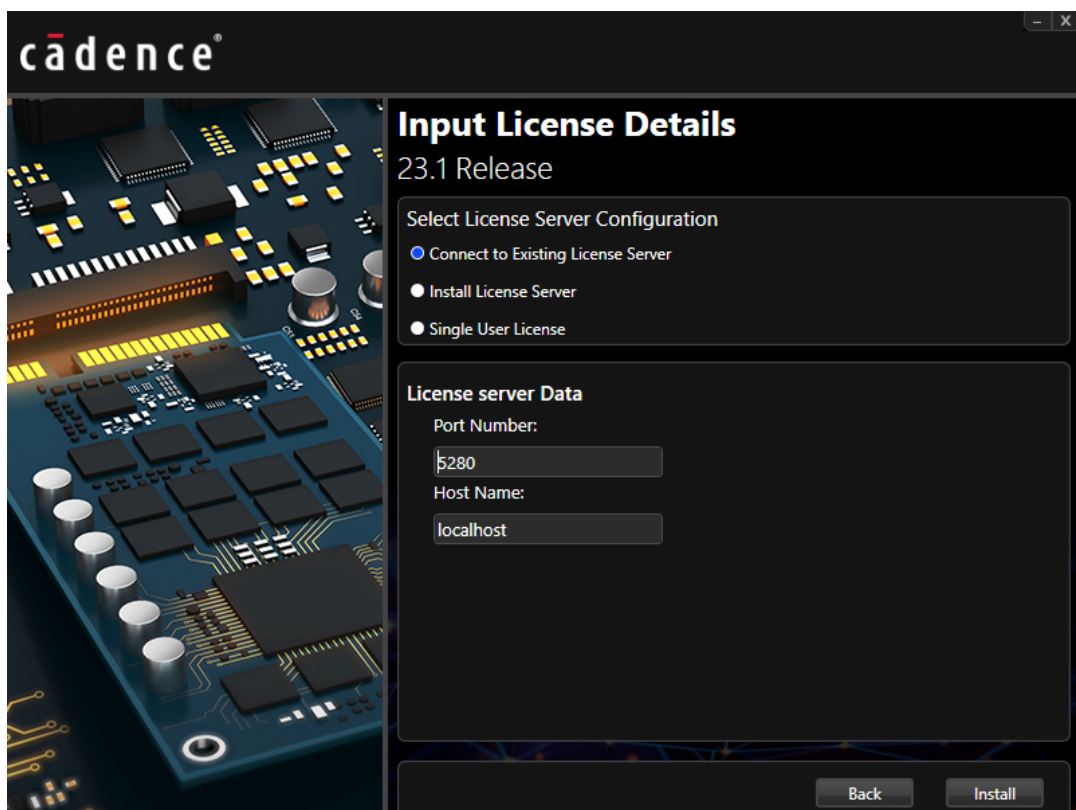 cādence®
Input License Details
23.1 Release
Select License Server Configuration
Connect to Existing License Server
Install License Server
Single User License
License server Data
Port Number:
5280
Host Name:
localhost
Back
Install